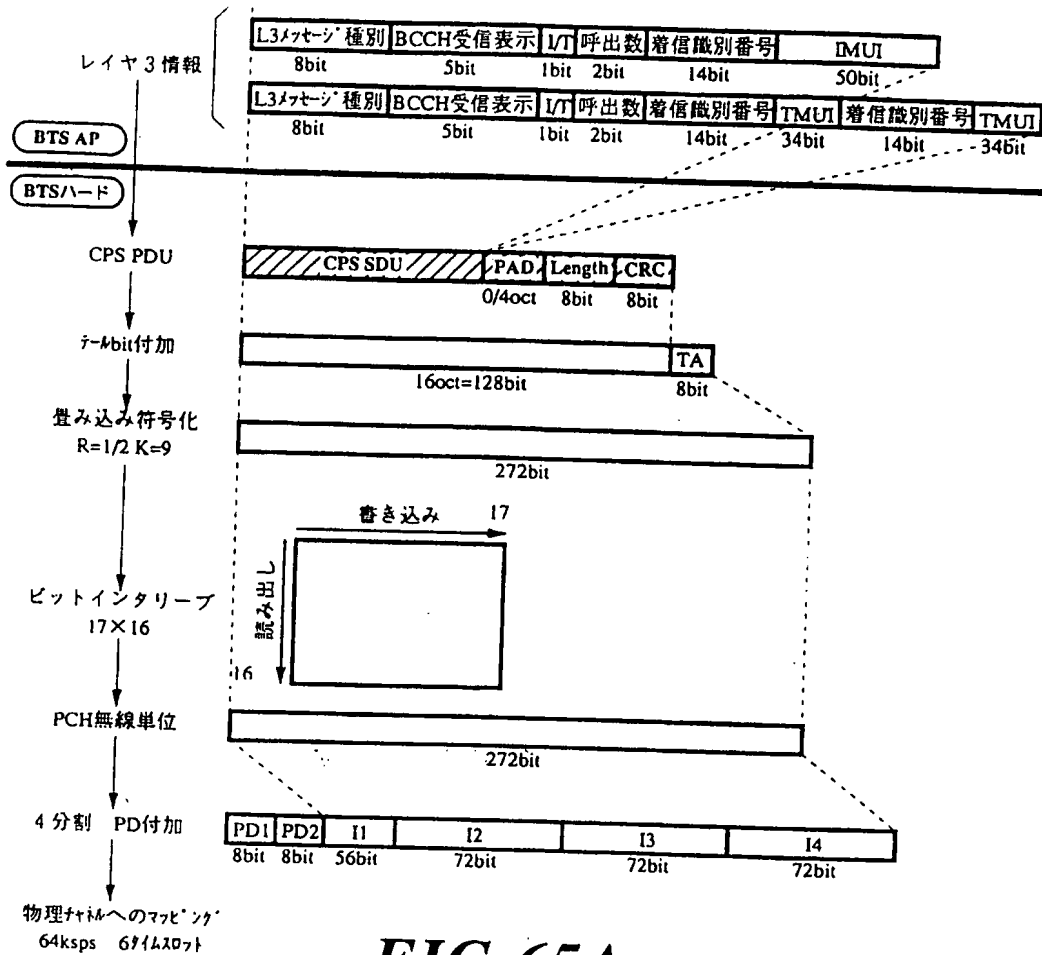 L3メッセージ種別 BCCH受信表示 I/T 呼出数 着信識別番号 IMUI
8bit 5bit 1bit 2bit 14bit 50bit
レイヤ3情報
L3メッセージ種別 BCCH受信表示 I/T 呼出数 着信識別番号 TMUI 着信識別番号 TMUI
8bit 5bit 1bit 2bit 14bit 34bit 14bit 34bit
BTS AP
BTSハード
CPS PDU
CPS SDU PAD Length CRC
0/4oct 8bit 8bit
テールbit付加
TA
16oct=128bit 8bit
畳み込み符号化
R=1/2 K=9
272bit
書き込み 17
読み出し
16
ビットインタリーブ
17×16
PCH無線単位
272bit
4分割 PD付加
PD1 PD2 I1 I2 I3 I4
8bit 8bit 56bit 72bit 72bit 72bit
物理チャネルへのマッピング
64ksps 6タイムスロット